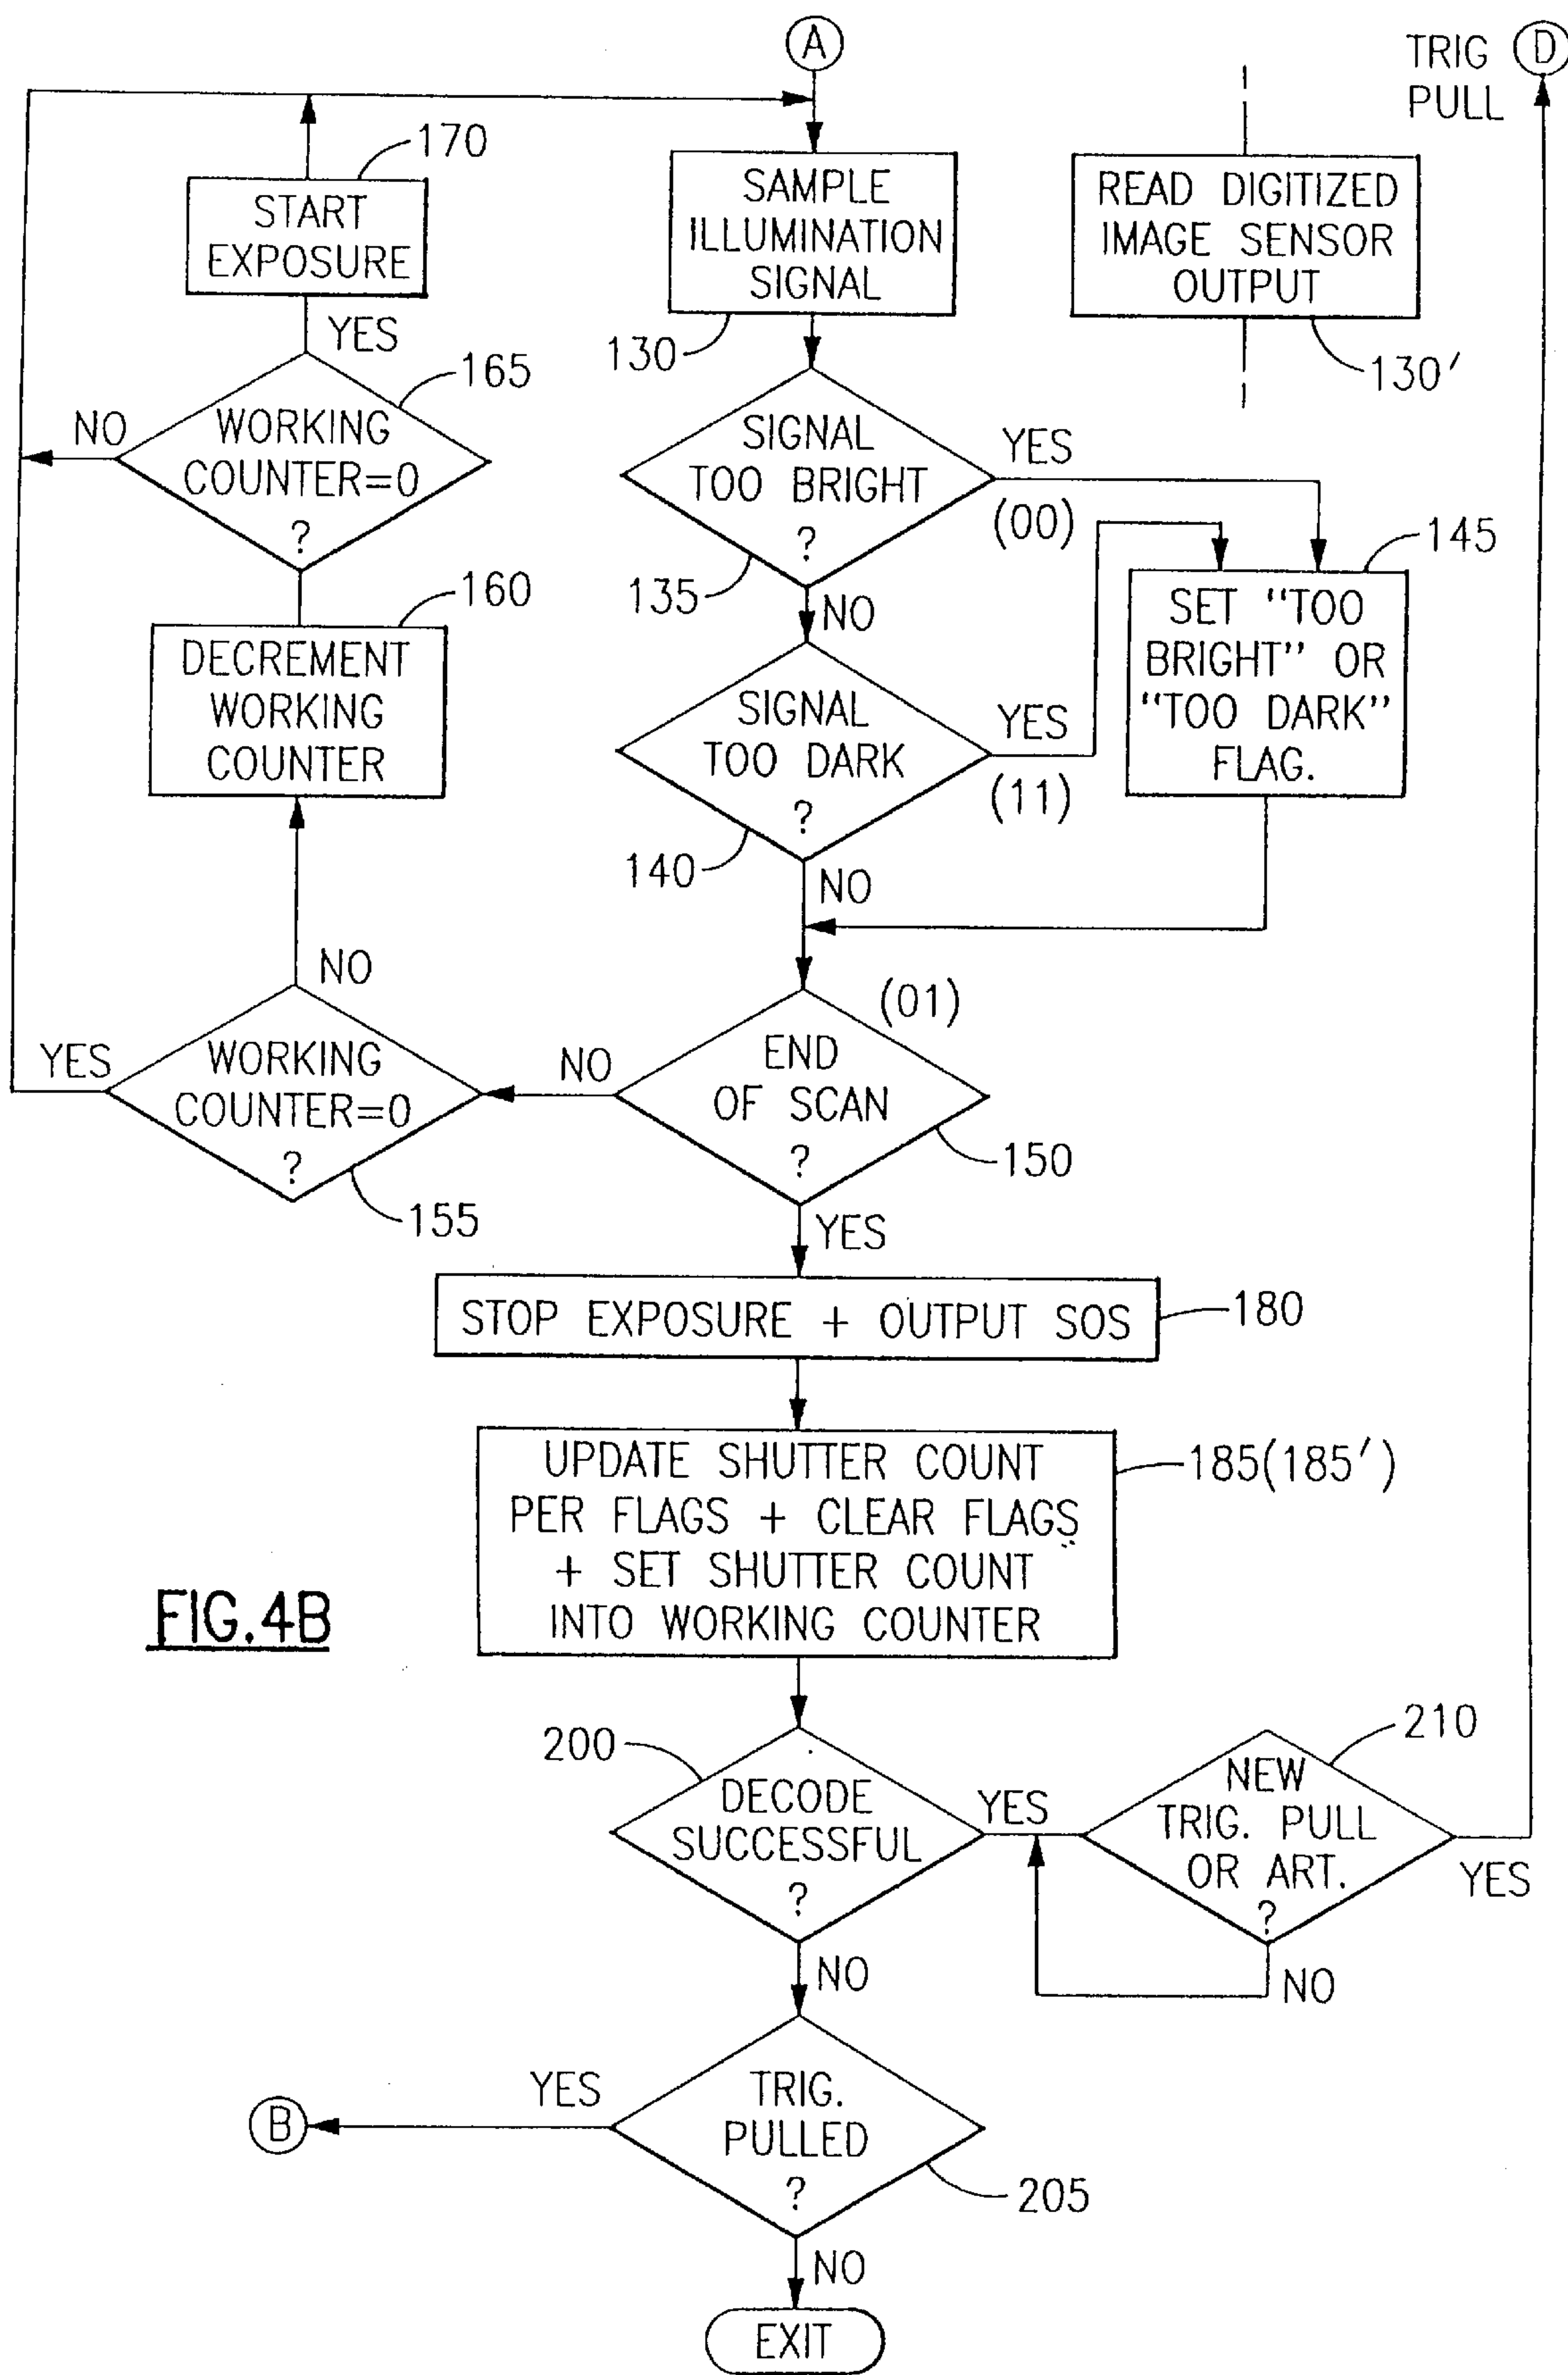 A
TRIG
PULL
D
170
START
EXPOSURE
YES
SAMPLE
ILLUMINATION
SIGNAL
130
READ DIGITIZED
IMAGE SENSOR
OUTPUT
130'
165
NO
WORKING
COUNTER=0
?
SIGNAL
TOO BRIGHT
?
YES
(00)
135
NO
145
SET "TOO
BRIGHT" OR
"TOO DARK"
FLAG.
160
DECREMENT
WORKING
COUNTER
SIGNAL
TOO DARK
?
YES
(11)
140
NO
NO
YES
WORKING
COUNTER=0
?
155
NO
(01)
END
OF SCAN
?
150
YES
STOP EXPOSURE + OUTPUT SOS
180
UPDATE SHUTTER COUNT
PER FLAGS + CLEAR FLAGS
+ SET SHUTTER COUNT
INTO WORKING COUNTER
185(185')
FIG.4B
200
DECODE
SUCCESSFUL
?
YES
210
NEW
TRIG. PULL
OR ART.
?
YES
NO
NO
B
YES
TRIG.
PULLED
?
205
NO
EXIT